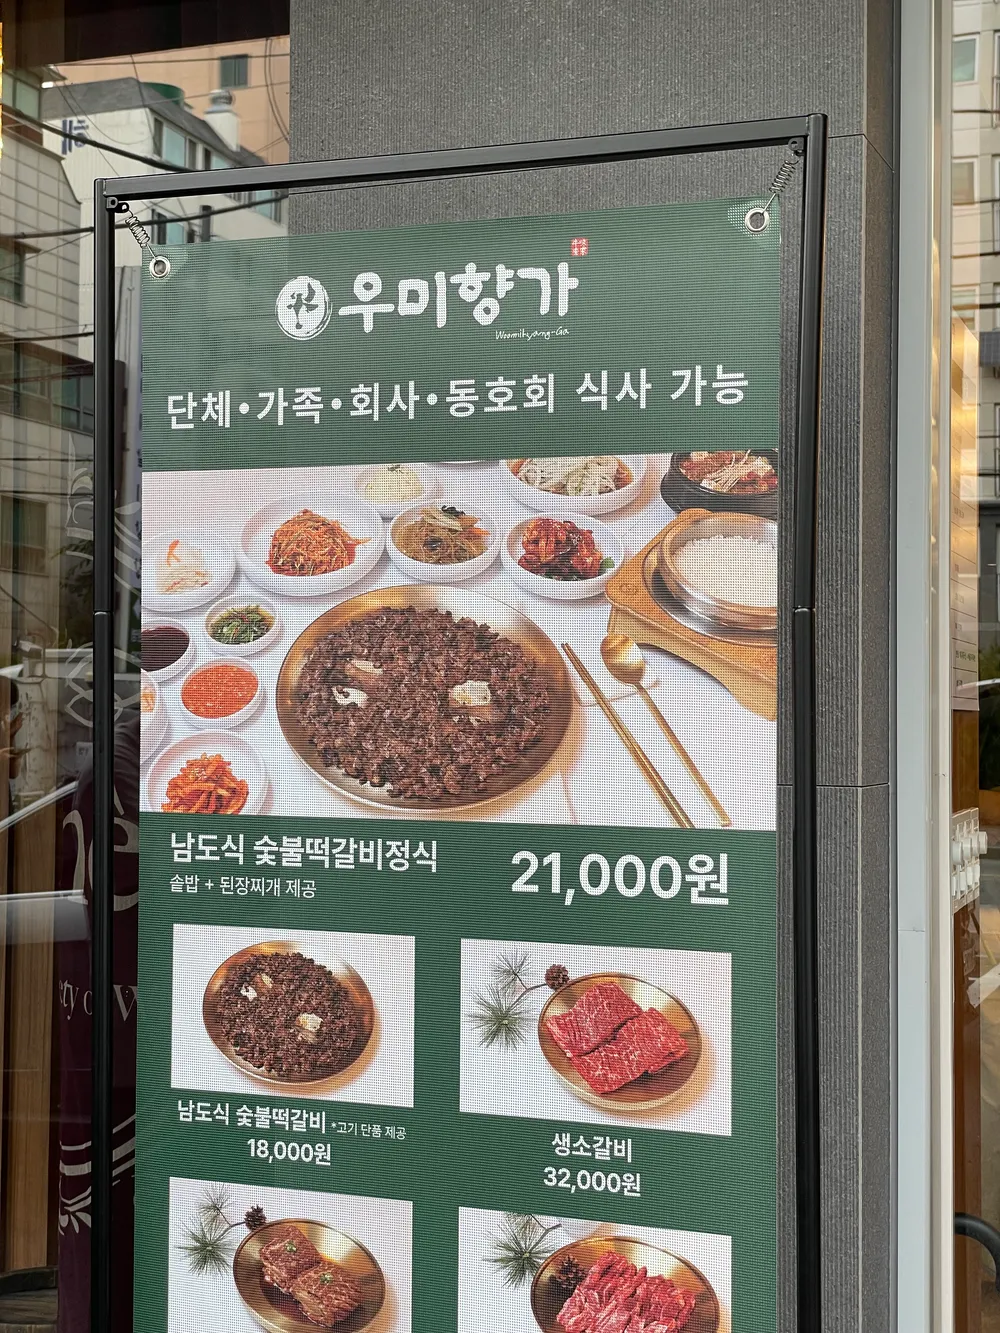 우미향가
Woomihyang-Ga
단체•가족•회사•동호회 식사 가능
남도식 숯불떡갈비정식
솥밥 + 된장찌개 제공
21,000원
남도식 숯불떡갈비 *고기 단품 제공
18,000원
생소갈비
32,000원